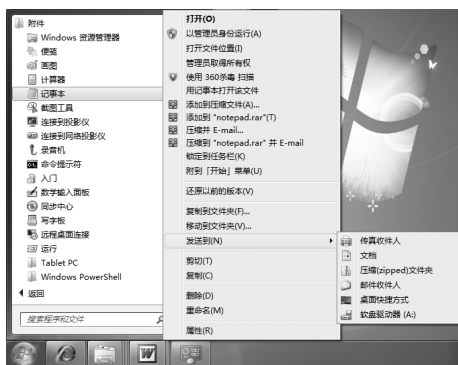 附件
Windows 资源管理器
便笺
画图
计算器
记事本
截图工具
连接到投影仪
连接到网络投影仪
录音机
命令提示符
入门
数学输入面板
同步中心
写字板
远程桌面连接
运行
Tablet PC
Windows PowerShell
返回
搜索程序和文件
打开(O)
以管理员身份运行(A)
打开文件位置(I)
管理员取得所有权
使用 360杀毒 扫描
用记事本打开该文件
添加到压缩文件(A)...
添加到 "notepad.rar"(T)
压缩并 E-mail...
压缩到 "notepad.rar" 并 E-mail
锁定到任务栏(K)
附到「开始」菜单(U)
还原以前的版本(V)
复制到文件夹(F)...
移动到文件夹(V)...
发送到(N)
剪切(T)
复制(C)
删除(D)
重命名(M)
属性(R)
传真收件人
文档
压缩(zipped)文件夹
邮件收件人
桌面快捷方式
软盘驱动器 (A:)